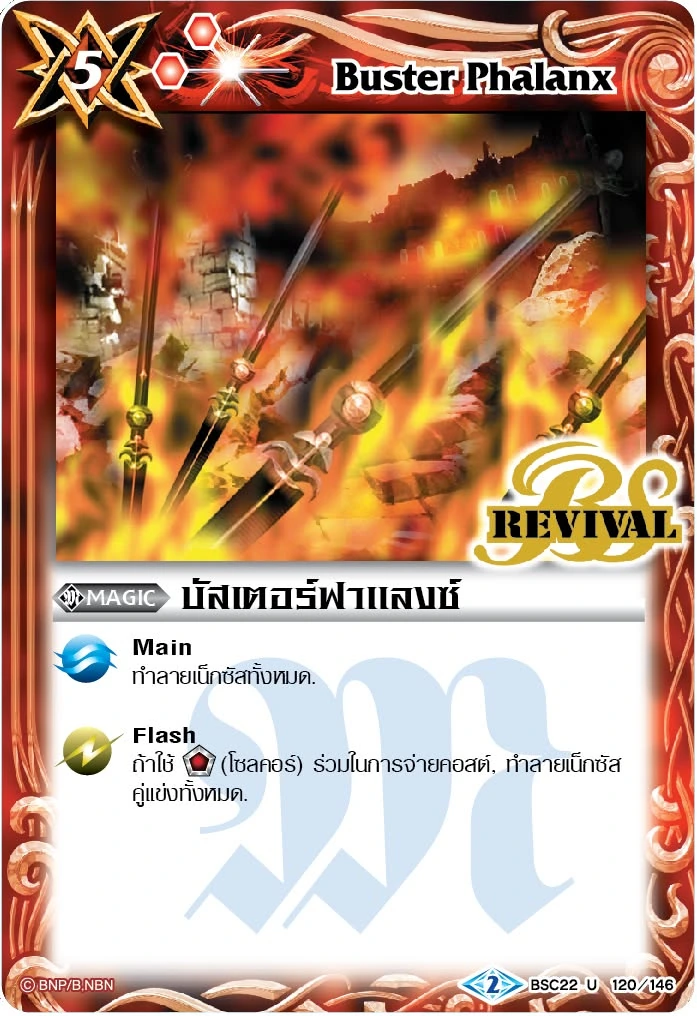 5
Buster Phalanx
BS
REVIVAL
MAGIC บัสเตอร์ฟาแลงซ์
Main
ทำลายเน็กซัสทั้งหมด.
Flash
ถ้าใช้ (โซลคอร์) ร่วมในการจ่ายคอสต์, ทำลายเน็กซัส
คู่แข่งทั้งหมด.
© BNP/B,NBN
2 BSC22 U 120/146